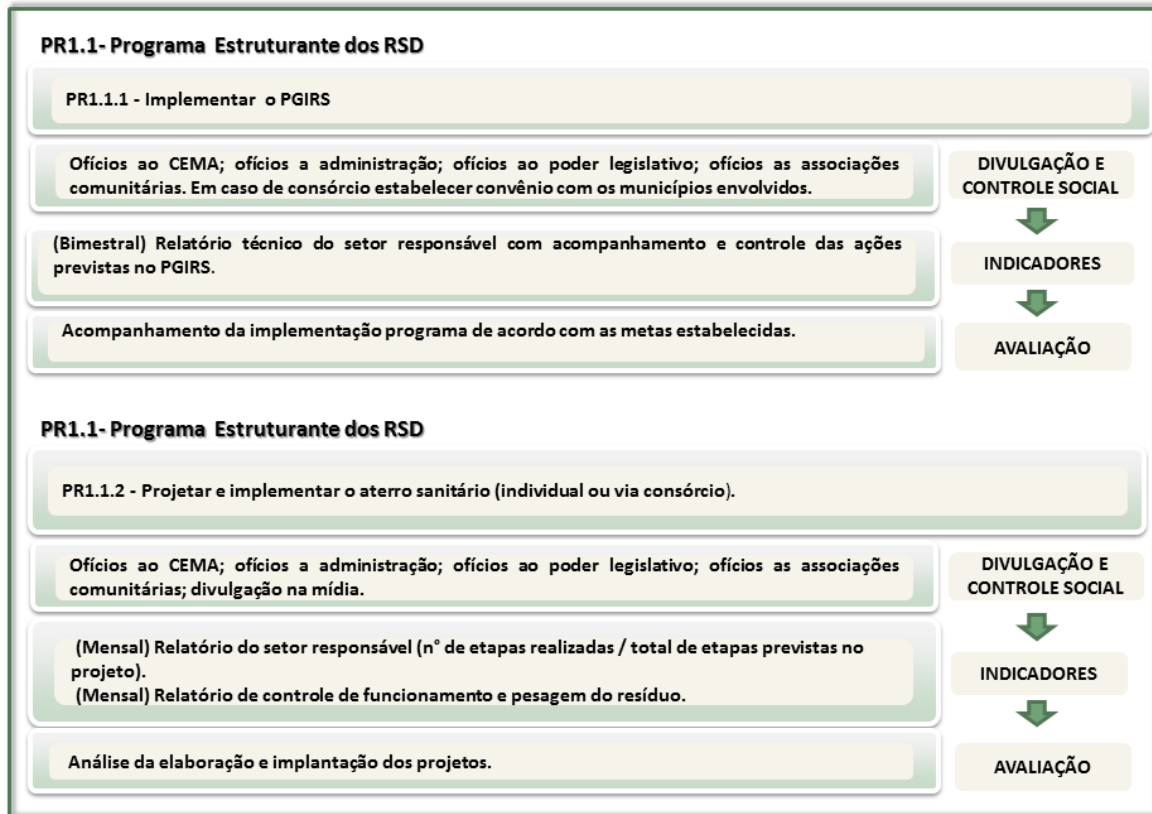 PR1.1- Programa Estruturante dos RSD
PR1.1.1 - Implementar o PGIRS
Ofícios ao CEMA; ofícios a administração; ofícios ao poder legislativo; ofícios as associações
comunitárias. Em caso de consórcio estabelecer convênio com os municípios envolvidos.
DIVULGAÇÃO E
CONTROLE SOCIAL
(Bimestral) Relatório técnico do setor responsável com acompanhamento e controle das ações
previstas no PGIRS.
INDICADORES
Acompanhamento da implementação programa de acordo com as metas estabelecidas.
AVALIAÇÃO
PR1.1- Programa Estruturante dos RSD
PR1.1.2 - Projetar e implementar o aterro sanitário (individual ou via consórcio).
Ofícios ao CEMA; ofícios a administração; ofícios ao poder legislativo; ofícios as associações
comunitárias; divulgação na mídia.
DIVULGAÇÃO E
CONTROLE SOCIAL
(Mensal) Relatório do setor responsável (n° de etapas realizadas / total de etapas previstas no
projeto).
(Mensal) Relatório de controle de funcionamento e pesagem do resíduo.
INDICADORES
Análise da elaboração e implantação dos projetos.
AVALIAÇÃO